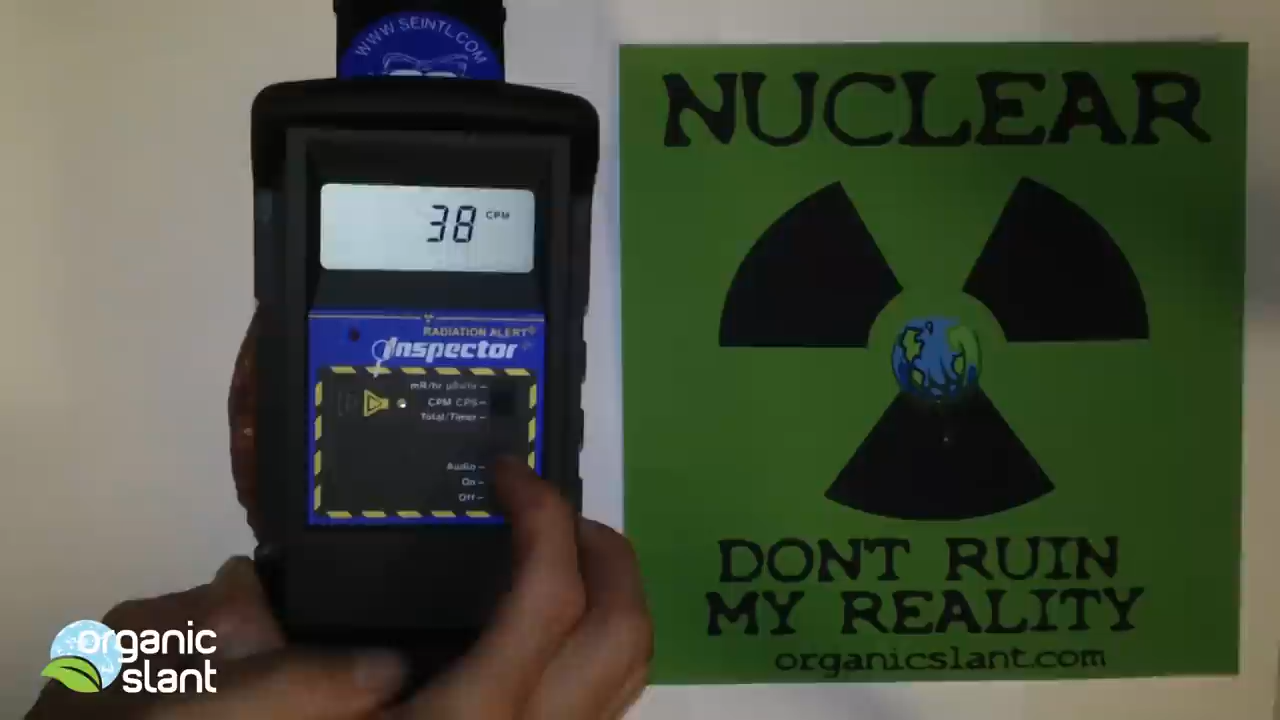 WWW.SEINTL.COM
38 CPM
RADIATION ALERT®
Inspector
mR/hr µSv/hr
CPM CPS
Total/Timer
Audio
On
Off
NUCLEAR
DONT RUIN
MY REALITY
organicslant.com
organic
slant